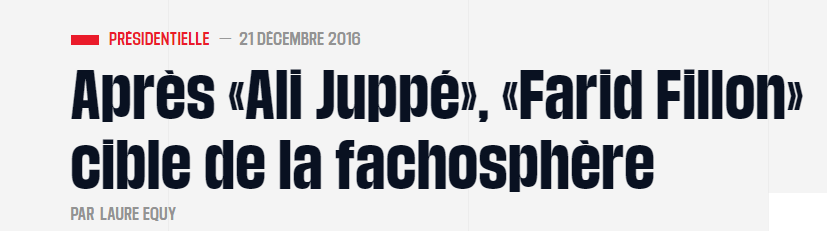 PRÉSIDENTIELLE — 21 DÉCEMBRE 2016
Après «Ali Juppé», «Farid Fillon»
cible de la fachosphère
PAR LAURE EQUY